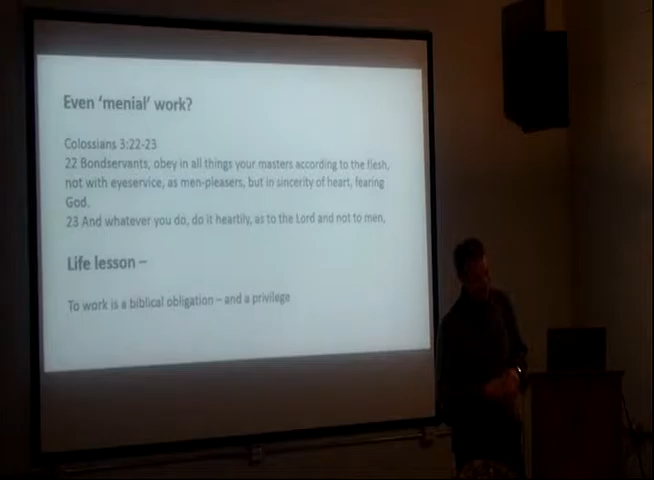 Even 'menial' work?
Colossians 3:22-23
22 Bondservants, obey in all things your masters according to the flesh,
not with eyeservice, as men-pleasers, but in sincerity of heart, fearing
God.
23 And whatever you do, do it heartily, as to the Lord and not to men,
Life lesson –
To work is a biblical obligation – and a privilege